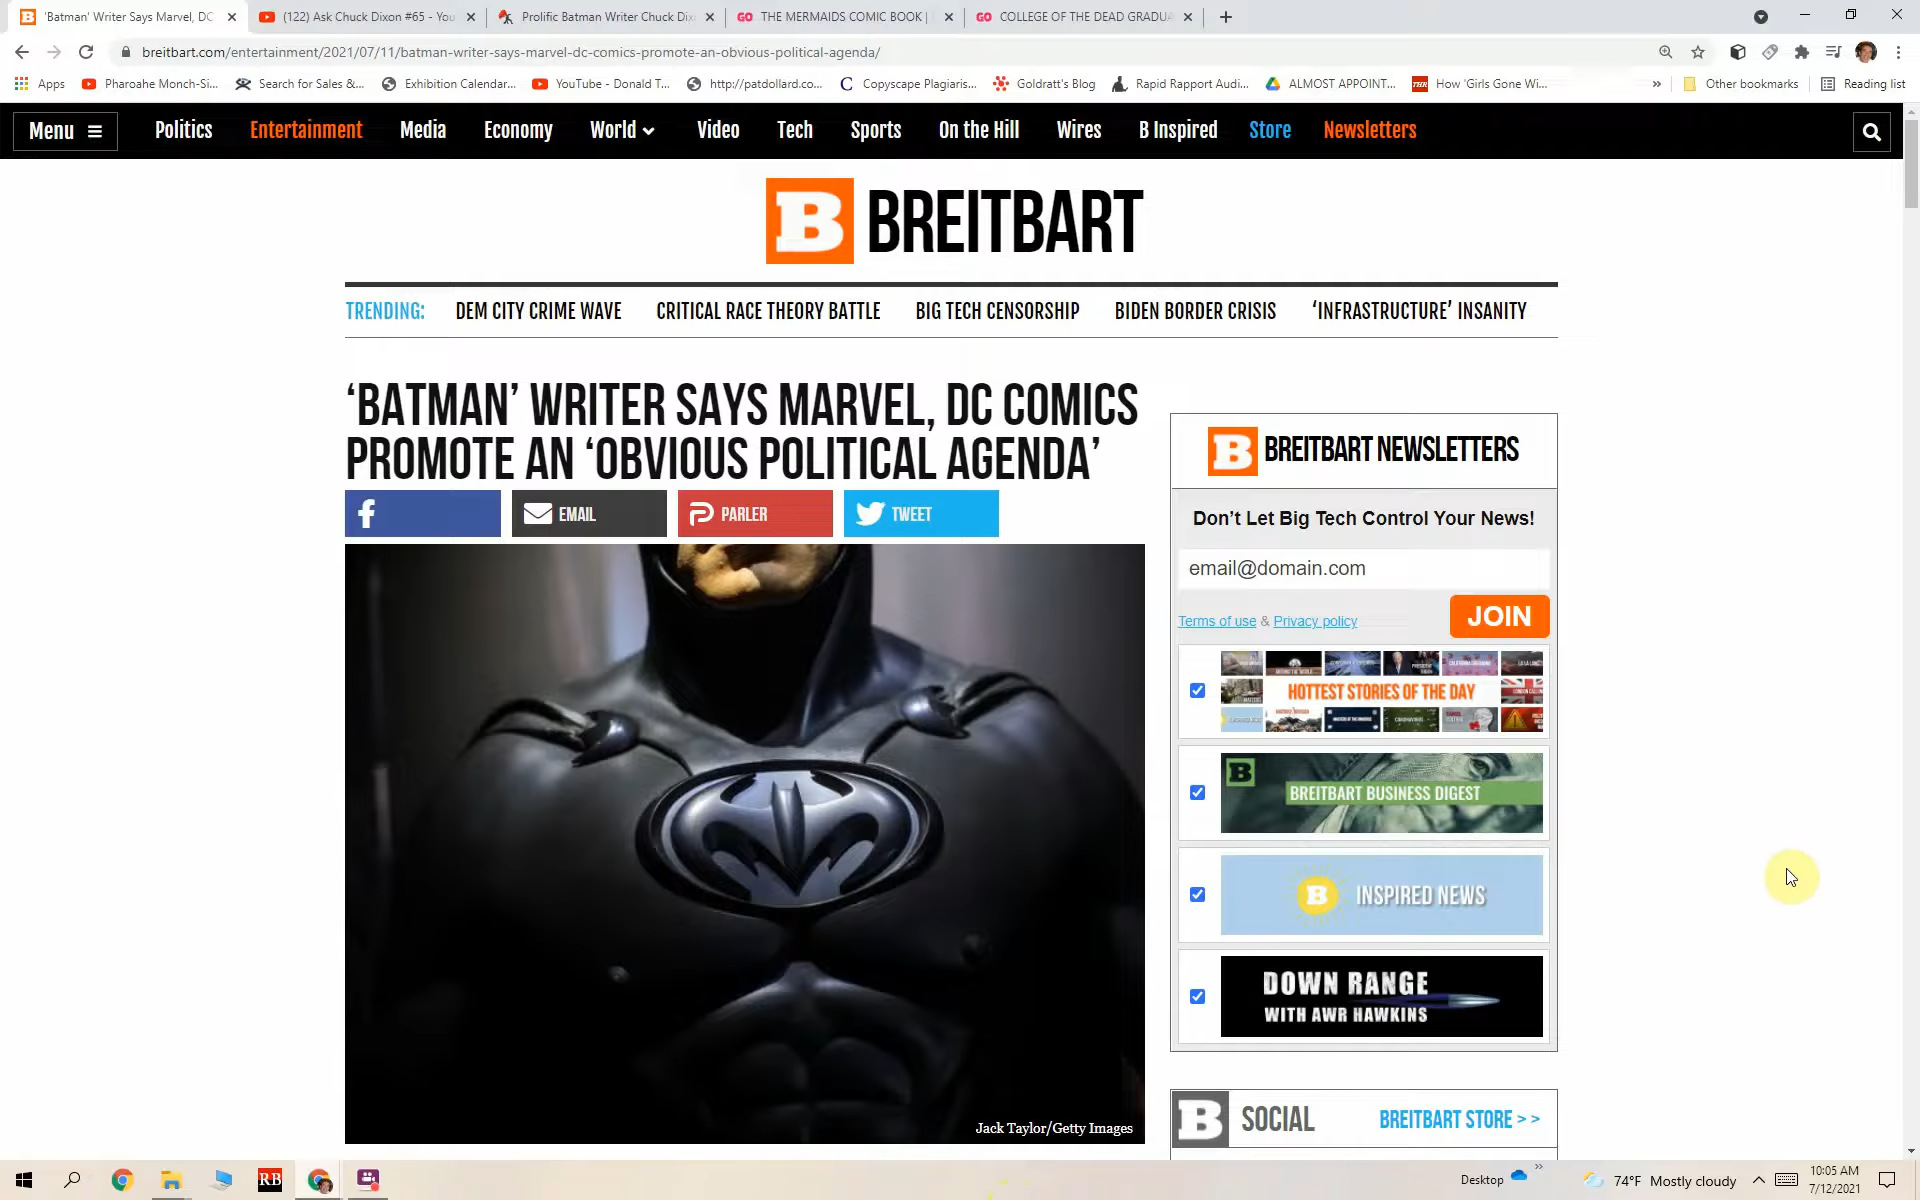 'Batman' Writer Says Marvel, DC
(122) Ask Chuck Dixon #65 - You
Prolific Batman Writer Chuck Dix
THE MERMAIDS COMIC BOOK |
COLLEGE OF THE DEAD GRADUA
breitbart.com/entertainment/2021/07/11/batman-writer-says-marvel-dc-comics-promote-an-obvious-political-agenda/
Apps
Pharoahe Monch-Si...
Search for Sales &...
Exhibition Calendar...
YouTube - Donald T...
http://patdollard.co...
Copyscape Plagiaris...
Goldratt's Blog
Rapid Rapport Audi...
ALMOST APPOINT...
How 'Girls Gone Wi...
»
Other bookmarks
Reading list
Menu
Politics
Entertainment
Media
Economy
World
Video
Tech
Sports
On the Hill
Wires
B Inspired
Store
Newsletters
B BREITBART
TRENDING:
DEM CITY CRIME WAVE
CRITICAL RACE THEORY BATTLE
BIG TECH CENSORSHIP
BIDEN BORDER CRISIS
‘INFRASTRUCTURE’ INSANITY
‘BATMAN’ WRITER SAYS MARVEL, DC COMICS
PROMOTE AN ‘OBVIOUS POLITICAL AGENDA’
EMAIL
PARLER
TWEET
Jack Taylor/Getty Images
B BREITBART NEWSLETTERS
Don’t Let Big Tech Control Your News!
email@domain.com
Terms of use & Privacy policy
JOIN
HOTTEST STORIES OF THE DAY
B
BREITBART BUSINESS DIGEST
B INSPIRED NEWS
DOWN RANGE
WITH AWR HAWKINS
B SOCIAL
BREITBART STORE > >
RB
Desktop
»
74°F Mostly cloudy
10:05 AM
7/12/2021